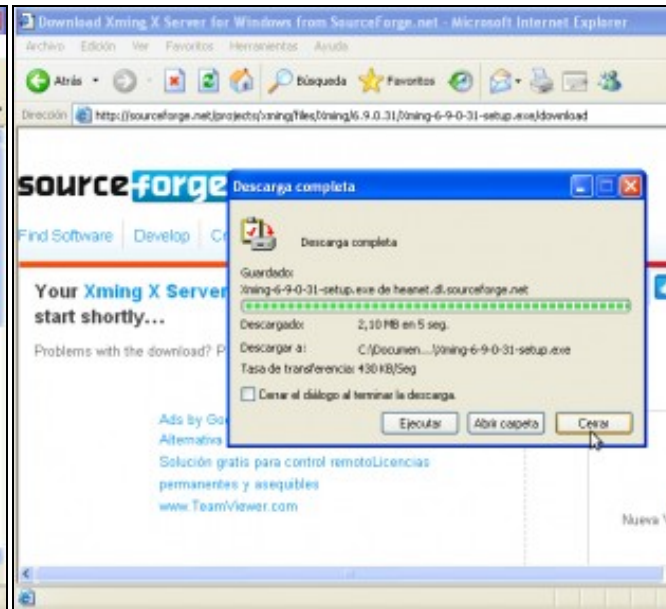 Download Xming X Server for Windows from SourceForge.net - Microsoft Internet Explorer
Archivo Edición Ver Favoritos Herramientas Ayuda
Atrás Búsqueda Favoritos
Dirección http://sourceforge.net/projects/xming/files/Xming/6.9.0.31/Xming-6-9-0-31-setup.exe/download
sourceforge
Find Software Develop
Descarga completa
Descarga completa
Guardado:
Xming-6-9-0-31-setup.exe de heanet.dl.sourceforge.net
Descargado: 2,10 MB en 5 seg.
Descargar a: C:\Documen...\Xming-6-9-0-31-setup.exe
Tasa de transferencia: 430 KB/Seg
Cerrar el diálogo al terminar la descarga.
Ejecutar Abrir carpeta Cerrar
Your Xming X Server
start shortly...
Problems with the download? P
Ads by Go
Alternativa
Solución gratis para control remotoLicencias
permanentes y asequibles
www.TeamViewer.com
Nueva